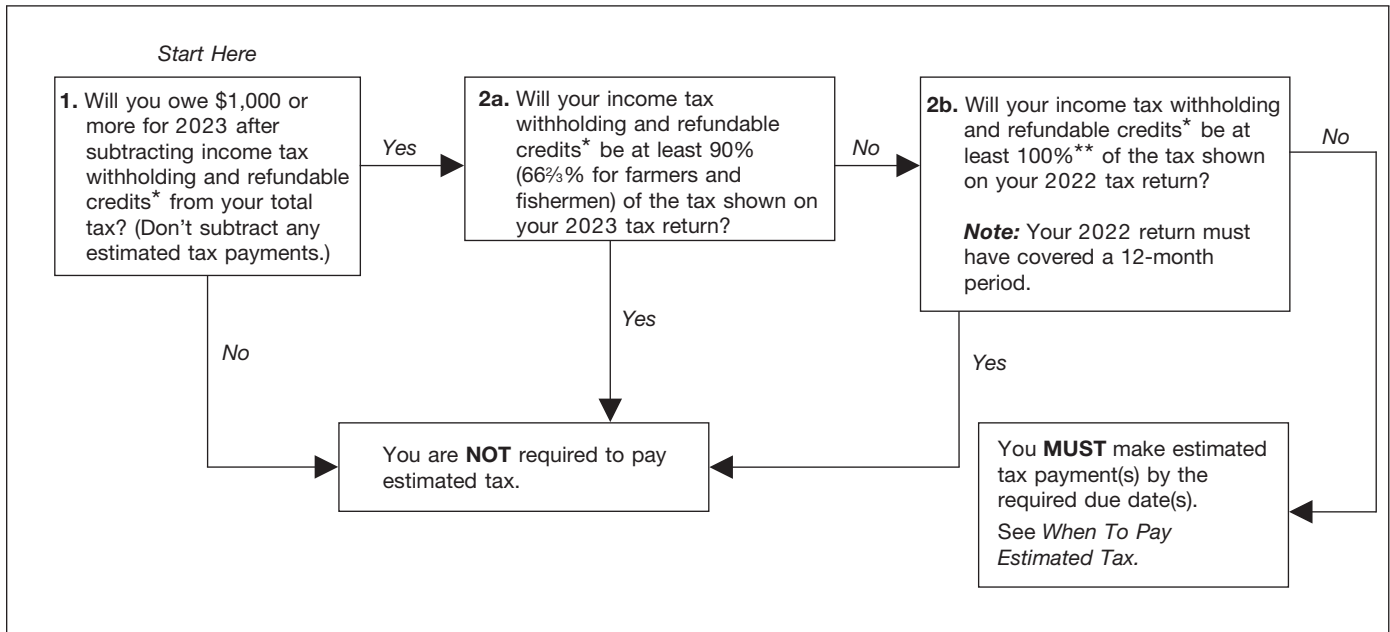 Start Here
1. Will you owe $1,000 or
more for 2023 after
subtracting income tax
withholding and refundable
credits* from your total
tax? (Don't subtract any
estimated tax payments.)
Yes
No
2a. Will your income tax
withholding and refundable
credits* be at least 90%
(66⅔% for farmers and
fishermen) of the tax shown on
your 2023 tax return?
No
Yes
2b. Will your income tax withholding
and refundable credits* be at
least 100%** of the tax shown
on your 2022 tax return?
Note: Your 2022 return must
have covered a 12-month
period.
No
Yes
You are NOT required to pay
estimated tax.
You MUST make estimated
tax payment(s) by the
required due date(s).
See When To Pay
Estimated Tax.